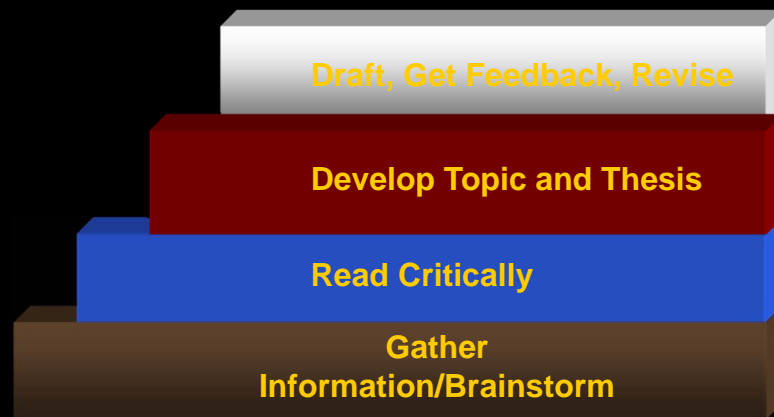 Draft, Get Feedback, Revise
Develop Topic and Thesis
Read Critically
Gather
Information/Brainstorm